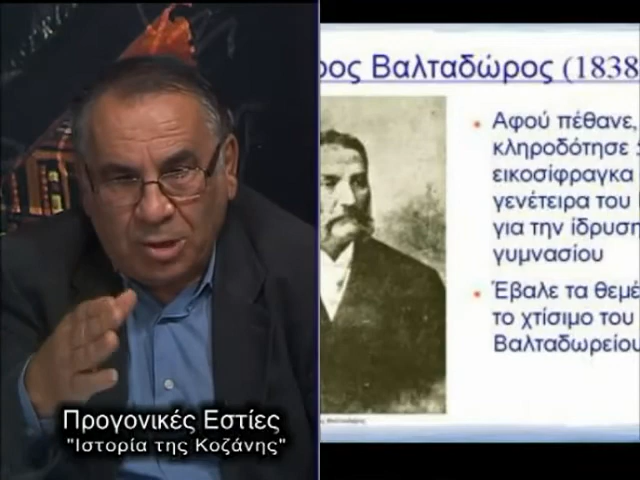 ρος Βαλταδώρος (1838
• Αφού πέθανε,
κληροδότησε
εικοσίφραγκα
γενέτειρα του
για την ίδρυση
γυμνασίου
• Έβαλε τα θεμέ
το χτίσιμο του
Βαλταδωρείου
Προγονικές Εστίες
"Ιστορία της Κοζάνης"